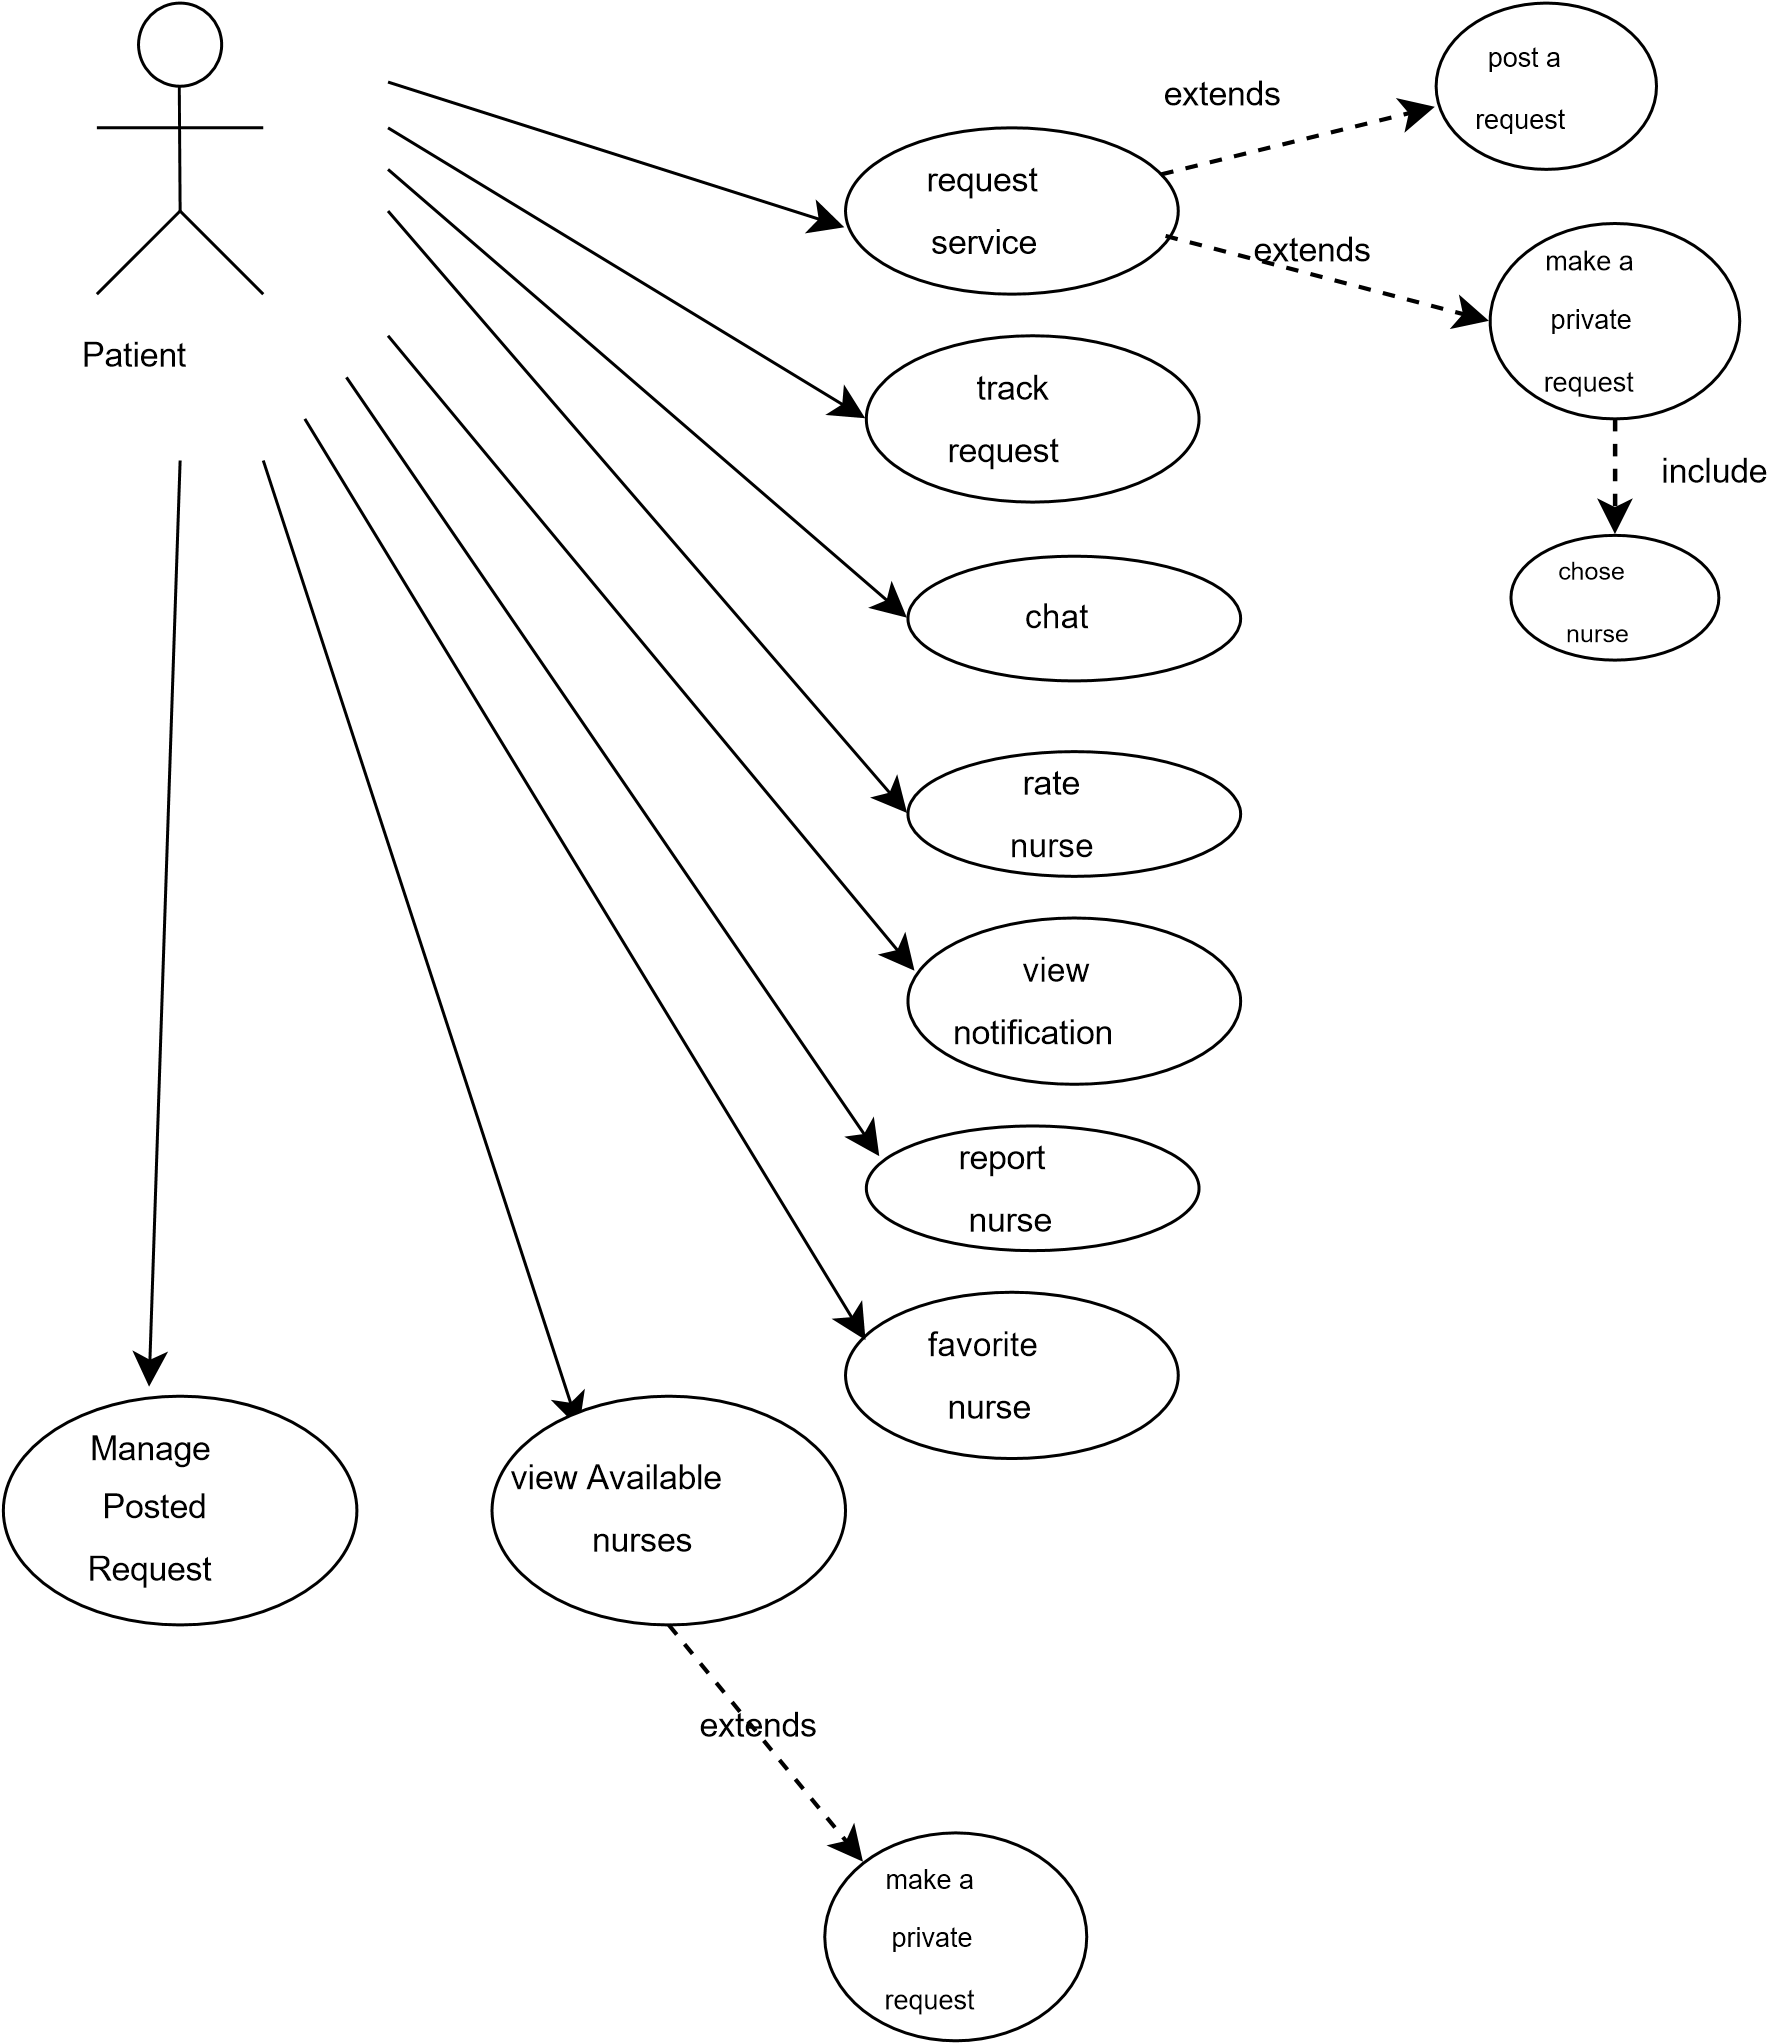 Patient
request
service
extends
post a
request
extends
make a
private
request
include
chose
nurse
track
request
chat
rate
nurse
view
notification
report
nurse
favorite
nurse
Manage
Posted
Request
view Available
nurses
extends
make a
private
request